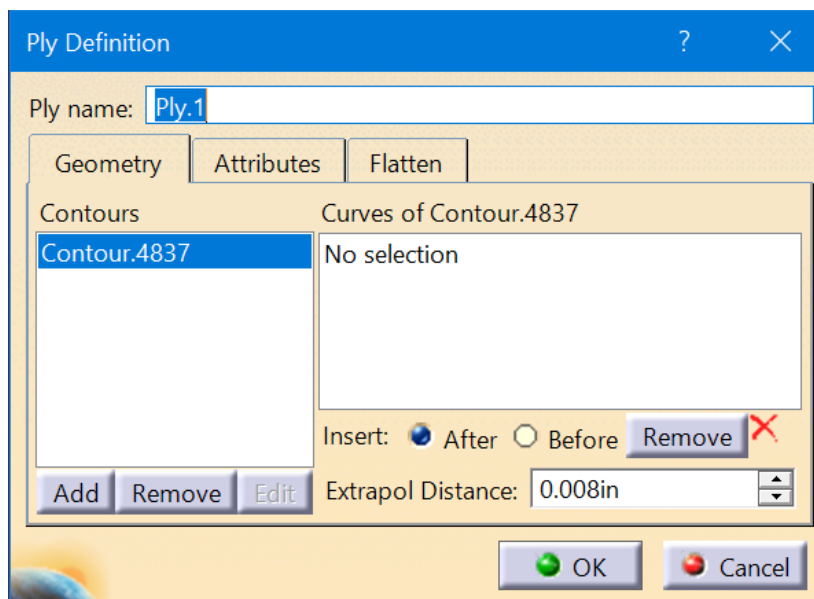 Ply Definition ?
Ply name: Ply.1
Geometry Attributes Flatten
Contours
Contour.4837
Add Remove Edit
Curves of Contour.4837
No selection
Insert: After Before Remove
Extrapol Distance: 0.008in
OK Cancel